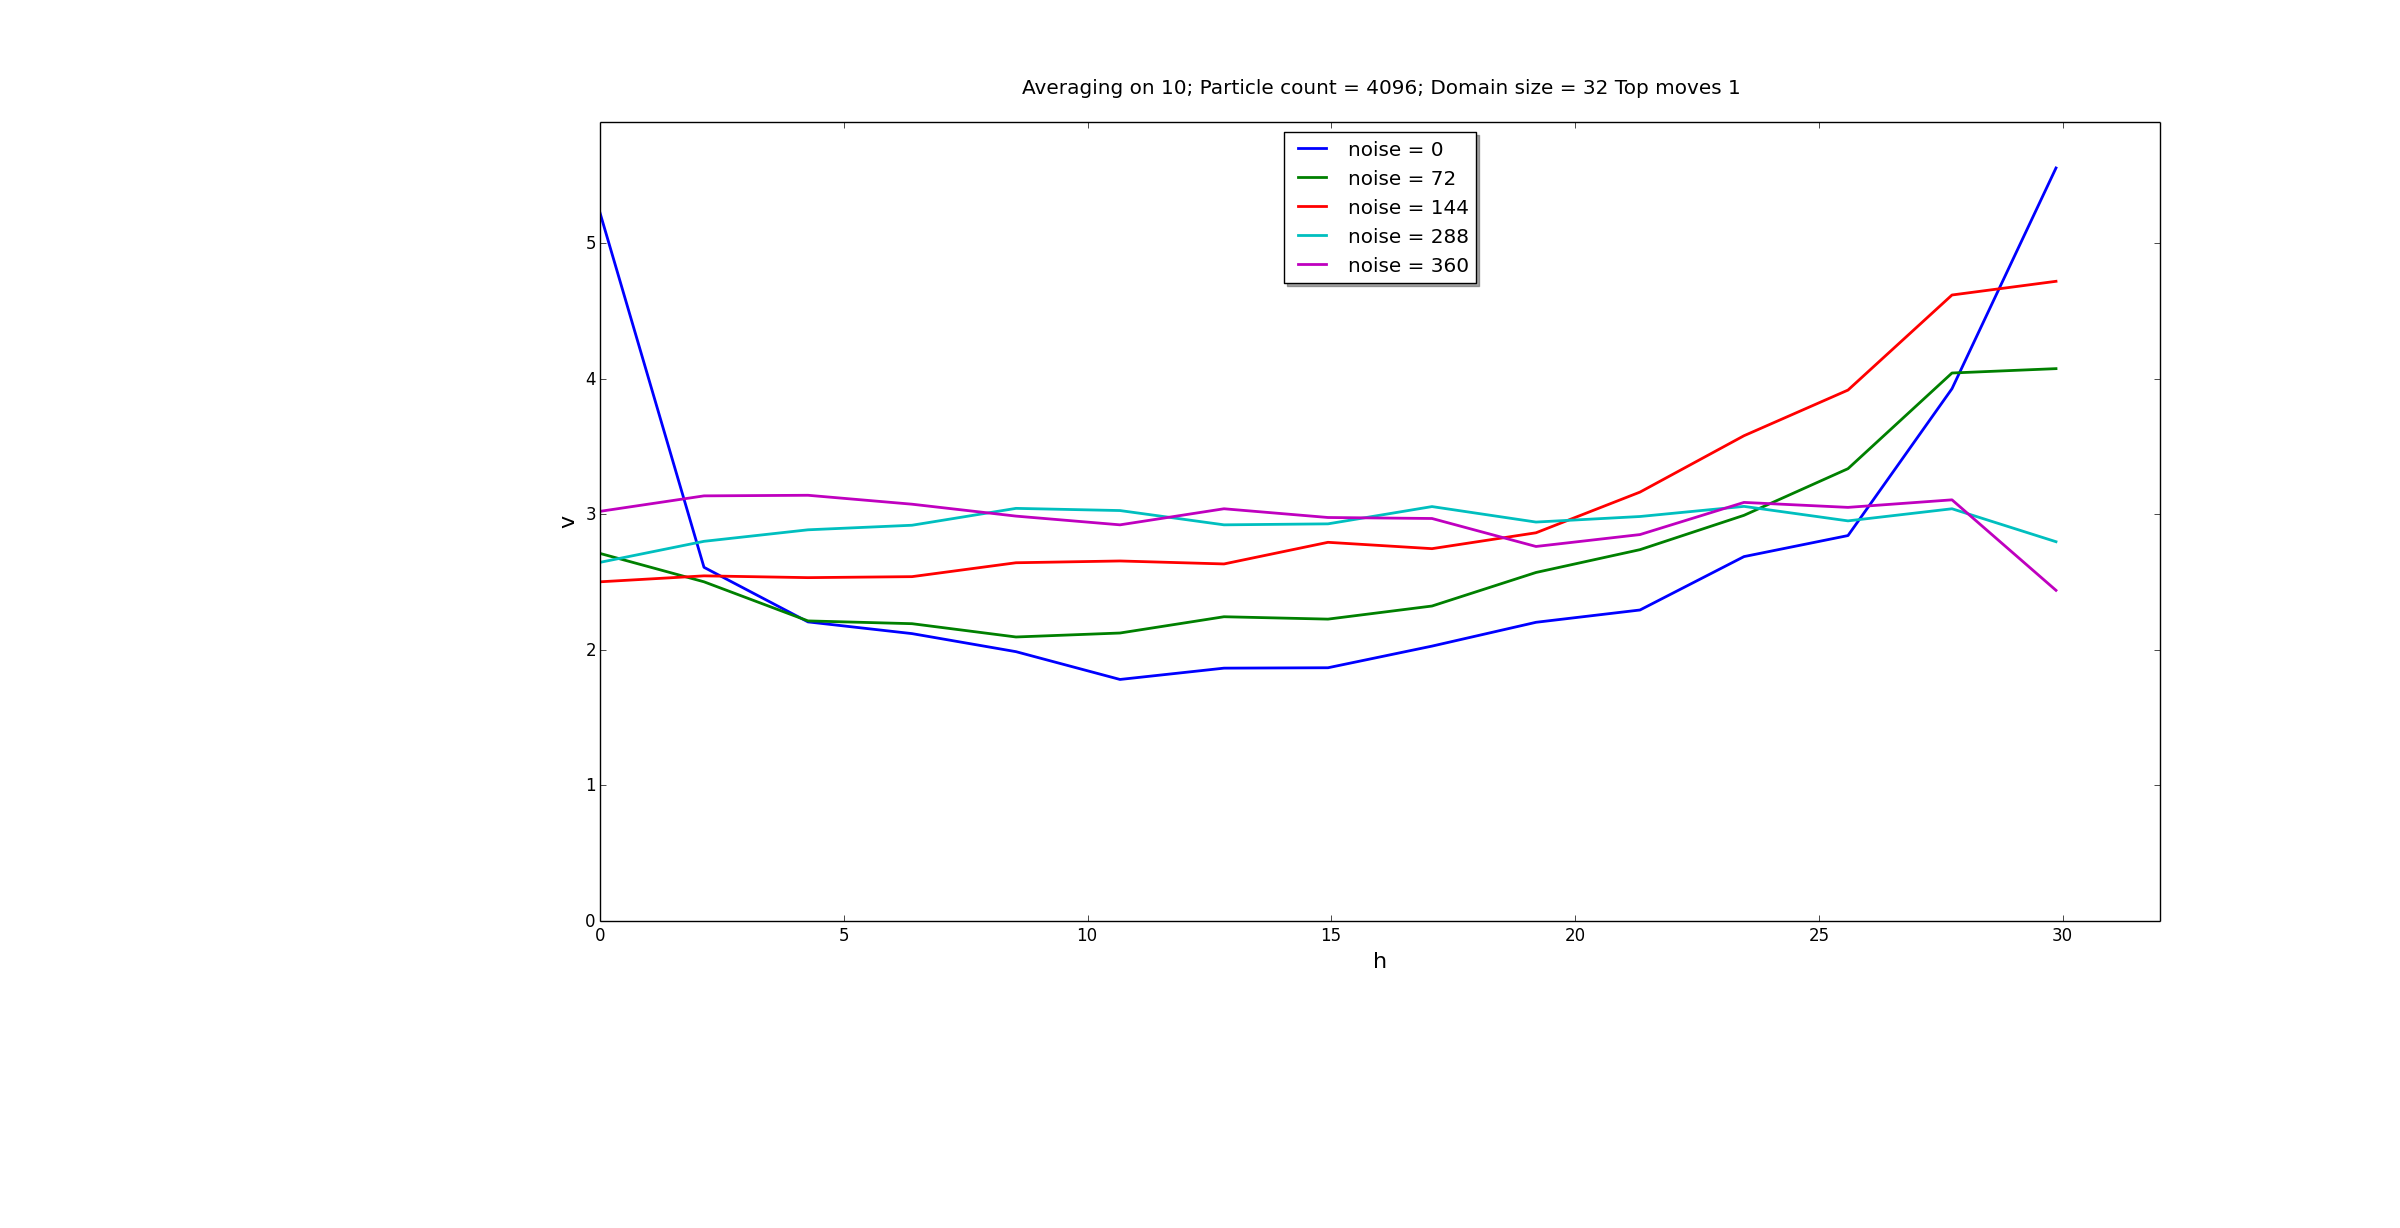 Averaging on 10; Particle count = 4096; Domain size = 32 Top moves 1
noise = 0
noise = 72
noise = 144
noise = 288
noise = 360
5
4
3
2
1
0
v
0 5 10 15 20 25 30
h